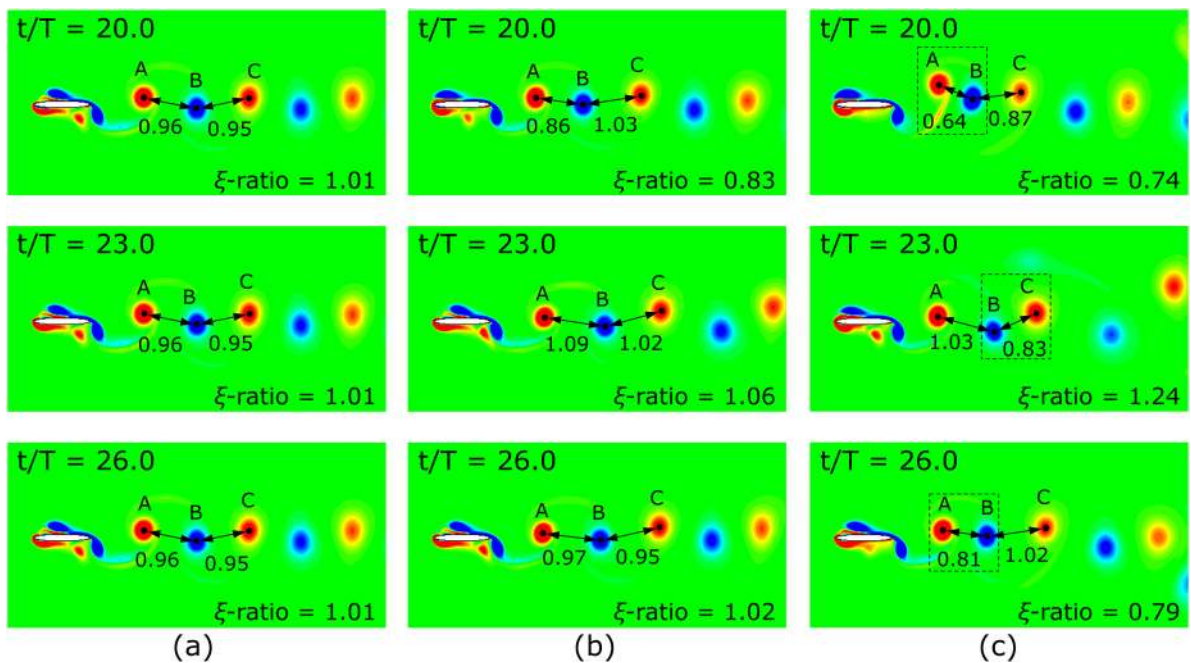 t/T = 20.0
A B C
0.96 0.95
ξ-ratio = 1.01
t/T = 20.0
A B C
0.86 1.03
ξ-ratio = 0.83
t/T = 20.0
A B C
0.64 0.87
ξ-ratio = 0.74
t/T = 23.0
A B C
0.96 0.95
ξ-ratio = 1.01
t/T = 23.0
A B C
1.09 1.02
ξ-ratio = 1.06
t/T = 23.0
A B C
1.03 0.83
ξ-ratio = 1.24
t/T = 26.0
A B C
0.96 0.95
ξ-ratio = 1.01
t/T = 26.0
A B C
0.97 0.95
ξ-ratio = 1.02
t/T = 26.0
A B C
0.81 1.02
ξ-ratio = 0.79
(a) (b) (c)